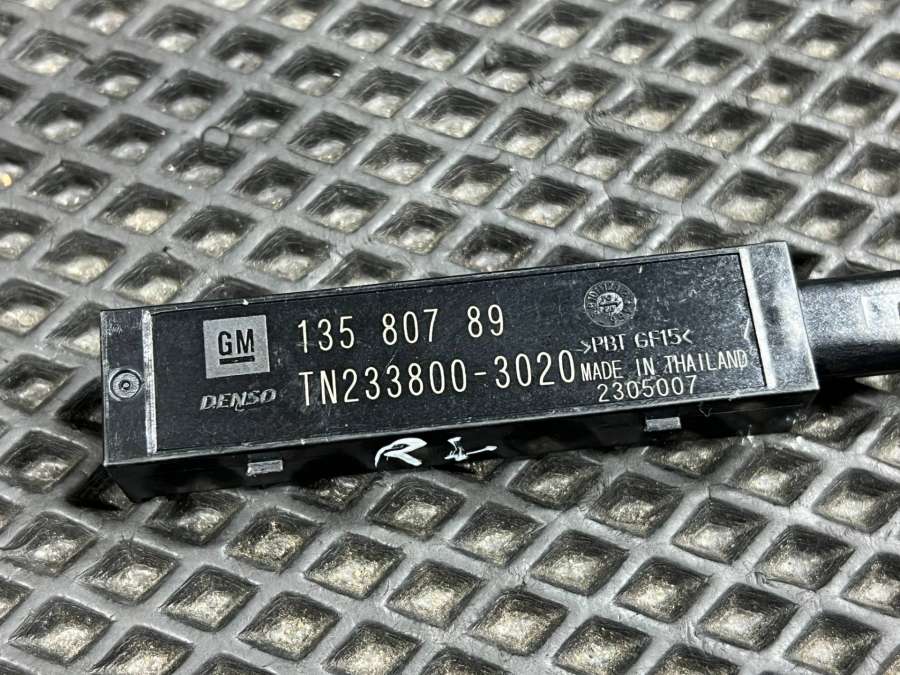 GM
135 807 89
DENSO
TN233800-3020
>PBT GF15<
MADE IN THAILAND
2305007
R L